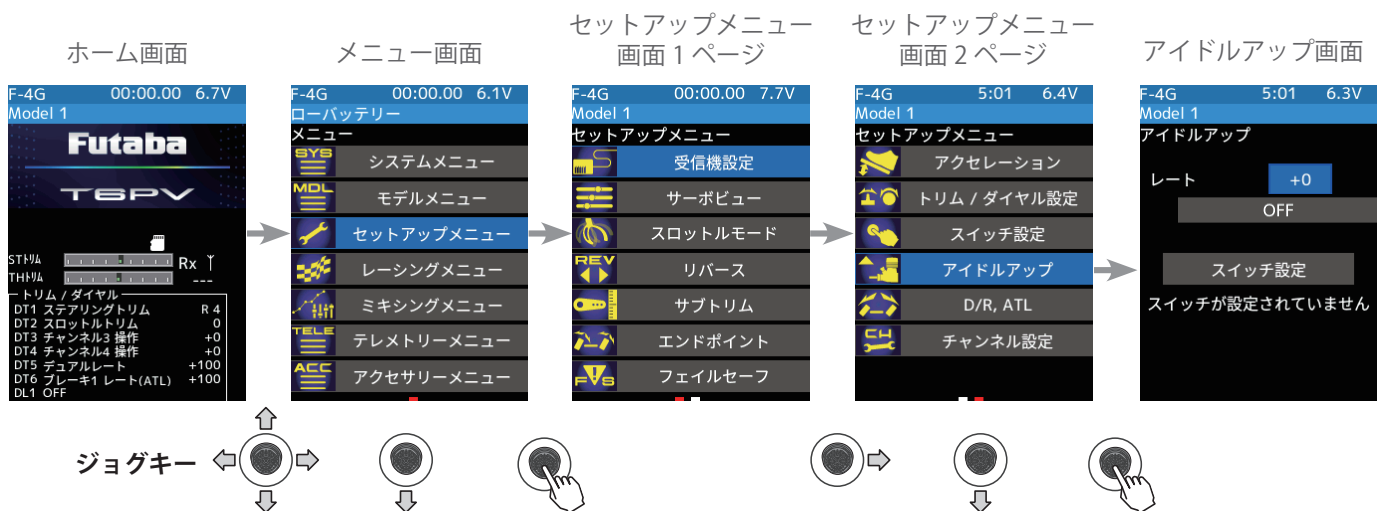 ホーム画面
メニュー画面
セットアップメニュー
画面 1 ページ
セットアップメニュー
画面 2 ページ
アイドルアップ画面
F-4G 00:00.00 6.7V
Model 1
Futaba
T6PV
STトリム Rx
THトリム ---
トリム / ダイヤル
DT1 ステアリングトリム R 4
DT2 スロットルトリム 0
DT3 チャンネル3 操作 +0
DT4 チャンネル4 操作 +0
DT5 デュアルレート +100
DT6 ブレーキ1 レート(ATL) +100
DL1 OFF
F-4G 00:00.00 6.1V
ローバッテリー
メニュー
SYS システムメニュー
MDL モデルメニュー
セットアップメニュー
レーシングメニュー
ミキシングメニュー
TELE テレメトリーメニュー
ACC アクセサリーメニュー
F-4G 00:00.00 7.7V
Model 1
セットアップメニュー
受信機設定
サーボビュー
スロットルモード
REV リバース
サブトリム
エンドポイント
F/S フェイルセーフ
F-4G 5:01 6.4V
Model 1
セットアップメニュー
アクセレーション
トリム / ダイヤル設定
スイッチ設定
アイドルアップ
D/R, ATL
CH チャンネル設定
F-4G 5:01 6.3V
Model 1
アイドルアップ
レート +0
OFF
スイッチ設定
スイッチが設定されていません
ジョグキー